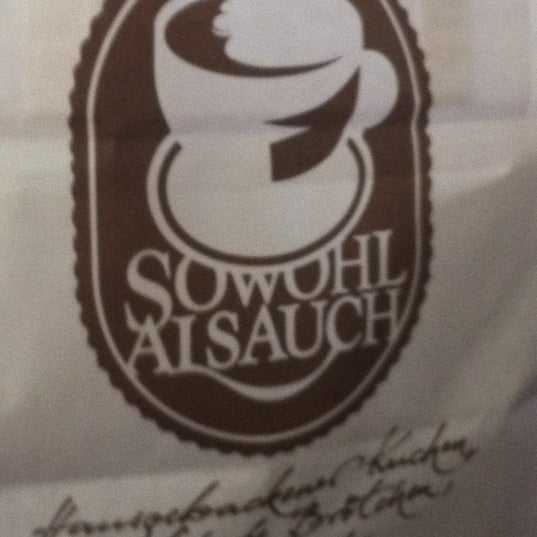 SOWOHL
ALSAUCH
Hausgebackener Kuchen,
Brötchen,